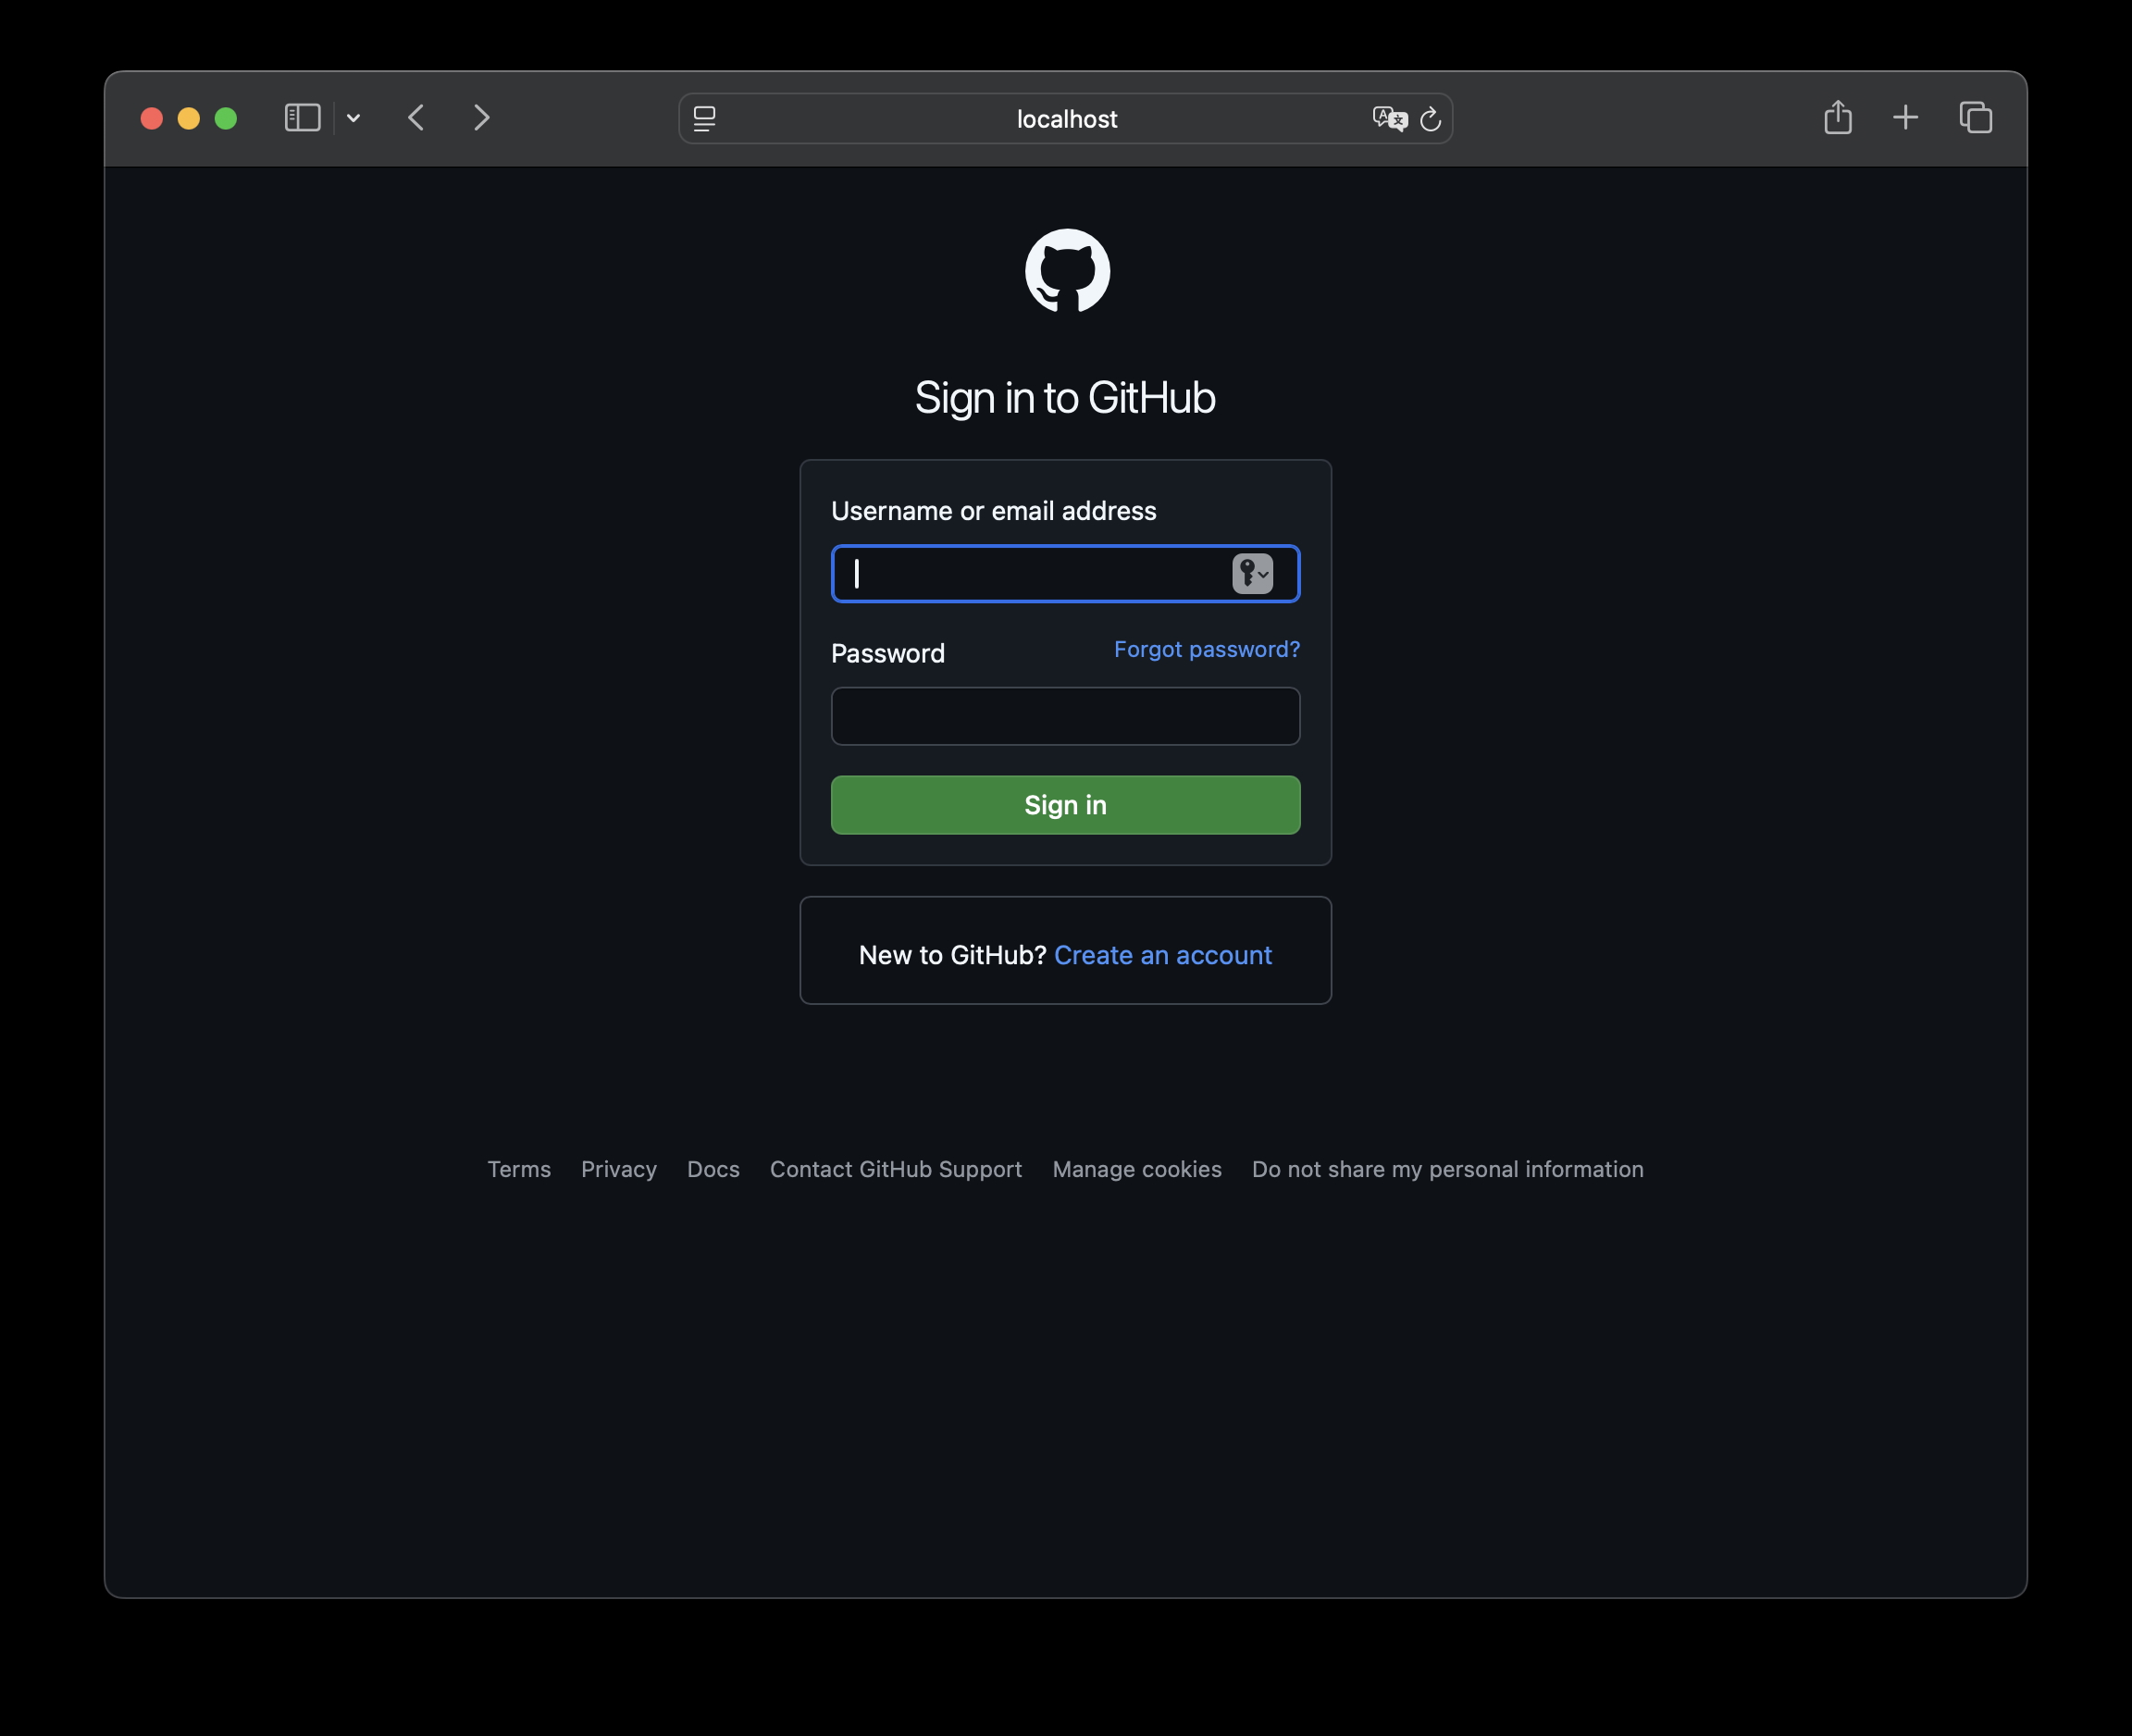 localhost
Sign in to GitHub
Username or email address
Password Forgot password?
Sign in
New to GitHub? Create an account
Terms Privacy Docs Contact GitHub Support Manage cookies Do not share my personal information